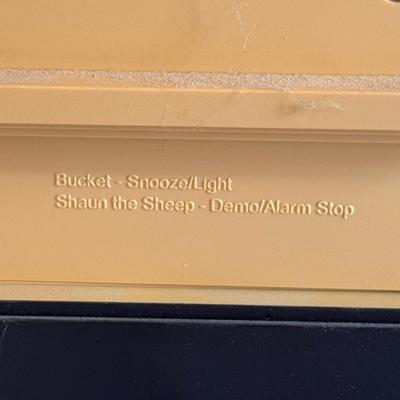 Bucket - Snooze/Light
Shaun the Sheep - Demo/Alarm Stop